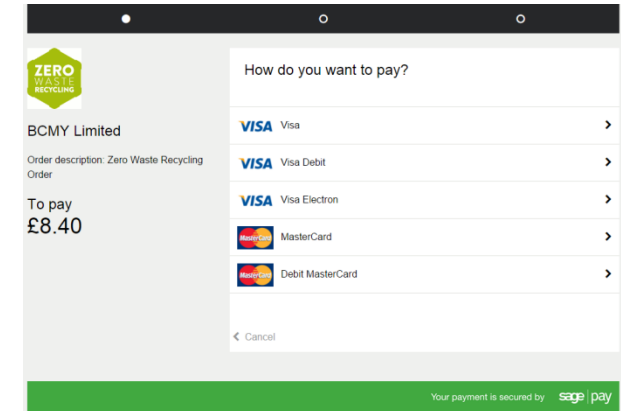 ZERO
WASTE
RECYCLING
BCMY Limited
Order description: Zero Waste Recycling
Order
To pay
£8.40
How do you want to pay?
VISA Visa
VISA Visa Debit
VISA Visa Electron
MasterCard MasterCard
MasterCard Debit MasterCard
Cancel
Your payment is secured by sage pay